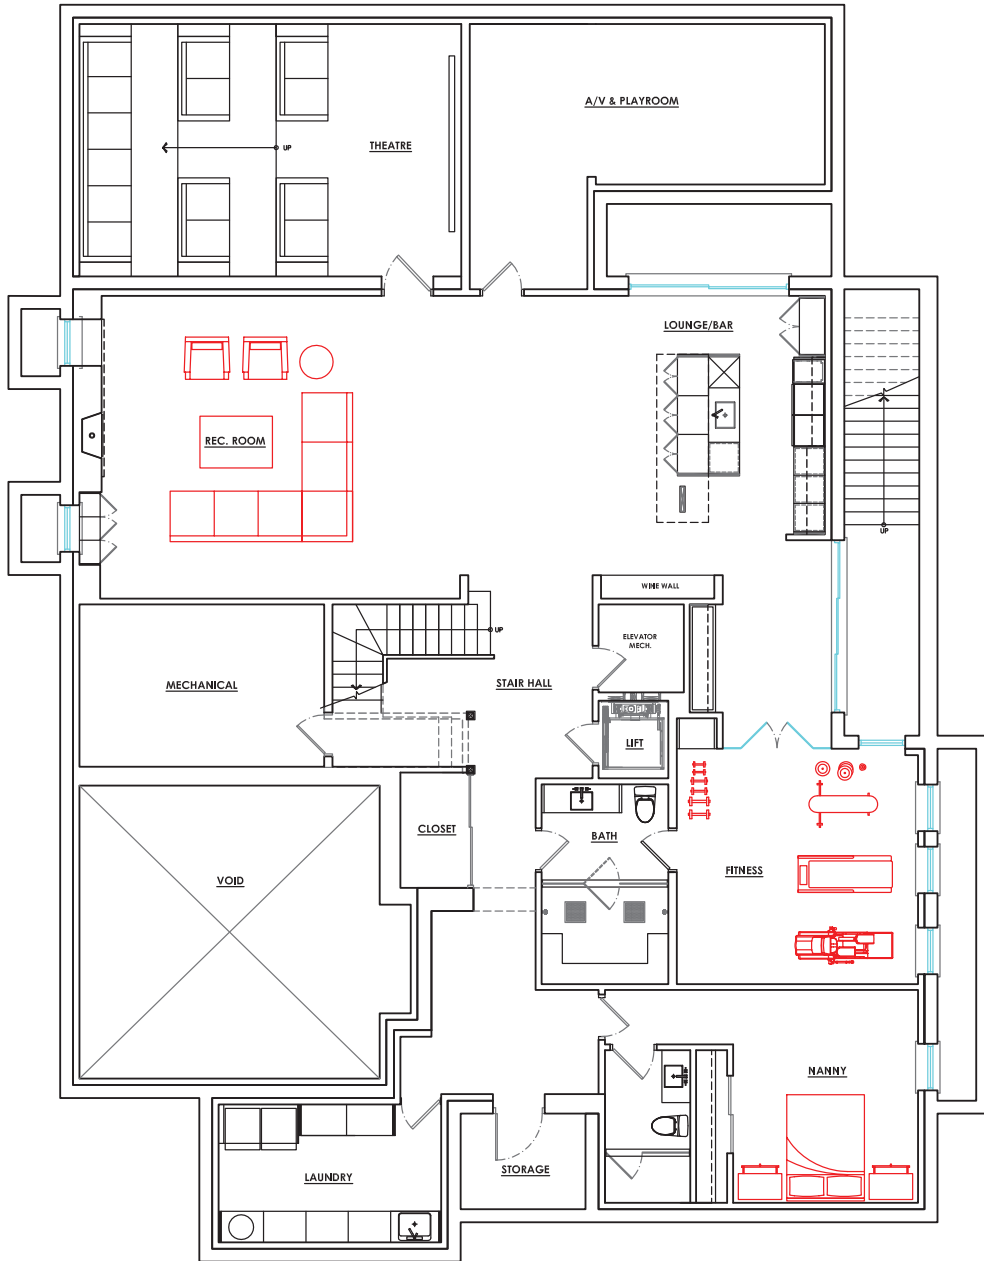 A/V & PLAYROOM
THEATRE
UP
LOUNGE/BAR
REC. ROOM
UP
WINE WALL
UP
ELEVATOR
MECH.
MECHANICAL
STAIR HALL
LIFT
CLOSET
BATH
VOID
FITNESS
NANNY
STORAGE
LAUNDRY